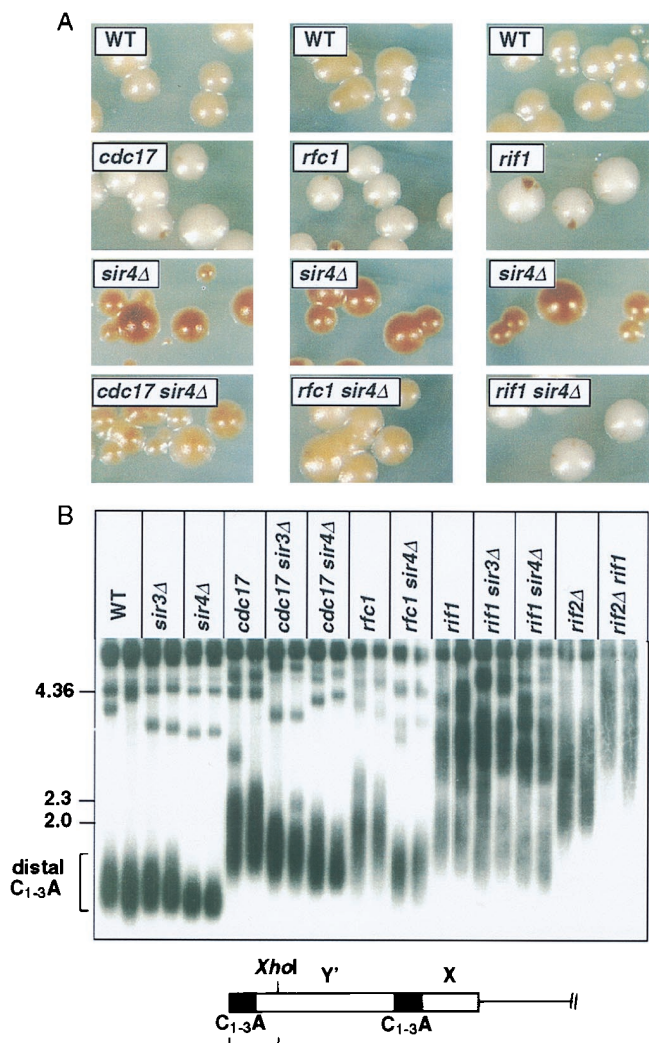 A
WT WT WT
cdc17 rfc1 rif1
sir4Δ sir4Δ sir4Δ
cdc17 sir4Δ rfc1 sir4Δ rif1 sir4Δ
B
WT
sir3Δ
sir4Δ
cdc17
cdc17 sir3Δ
cdc17 sir4Δ
rfc1
rfc1 sir4Δ
rif1
rif1 sir3Δ
rif1 sir4Δ
rif2Δ
rif2Δ rif1
4.36
2.3
2.0
distal
C₁₋₃A
XhoI Y' X
C₁₋₃A C₁₋₃A